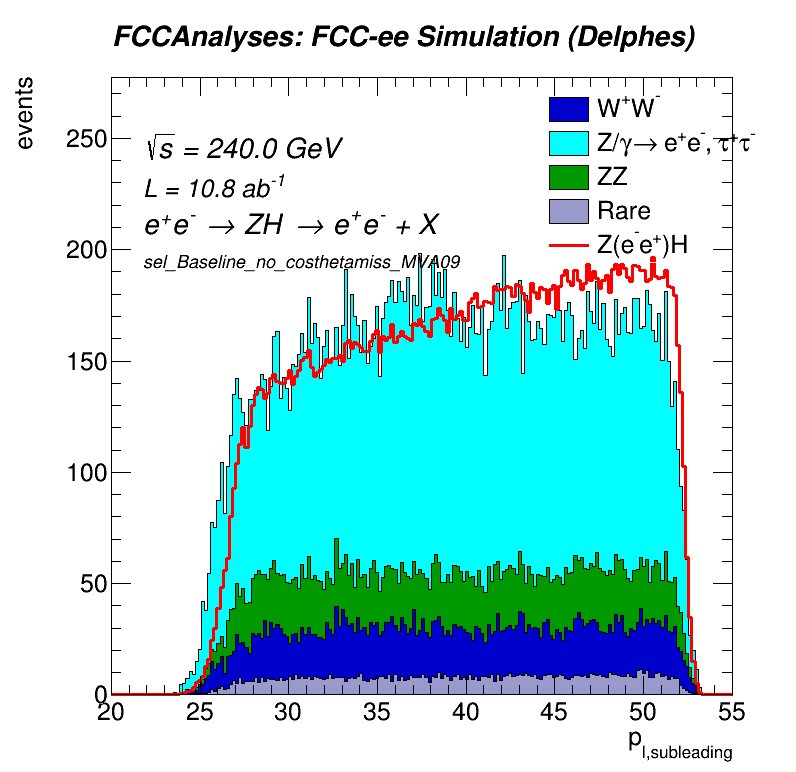 FCCAnalyses: FCC-ee Simulation (Delphes)
events
√s = 240.0 GeV
L = 10.8 ab⁻¹
e⁺e⁻ → ZH → e⁺e⁻ + X
sel_Baseline_no_costhetamiss_MVA09
W⁺W⁻
Z/γ→ e⁺e⁻, τ⁺τ⁻
ZZ
Rare
Z(e⁻e⁺)H
250
200
150
100
50
0
20 25 30 35 40 45 50 55
p_l,subleading